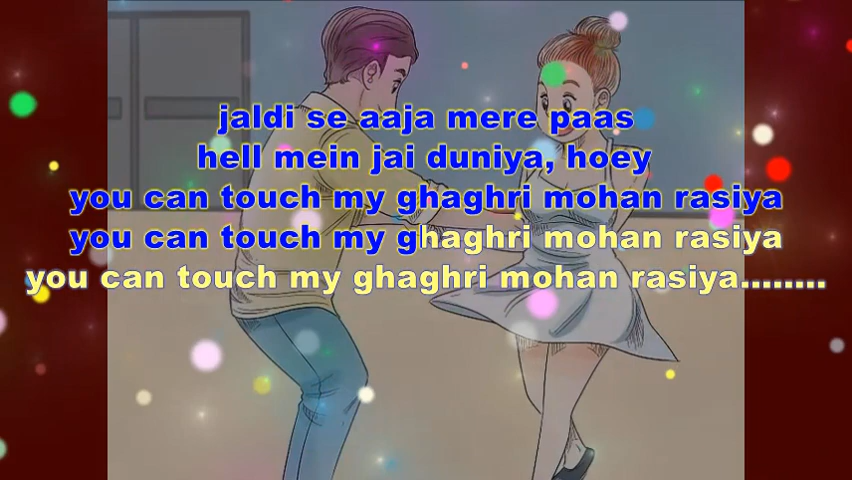 jaldi se aaja mere paas
hell mein jai duniya, hoey
you can touch my ghaghri mohan rasiya
you can touch my ghaghri mohan rasiya
you can touch my ghaghri mohan rasiya........